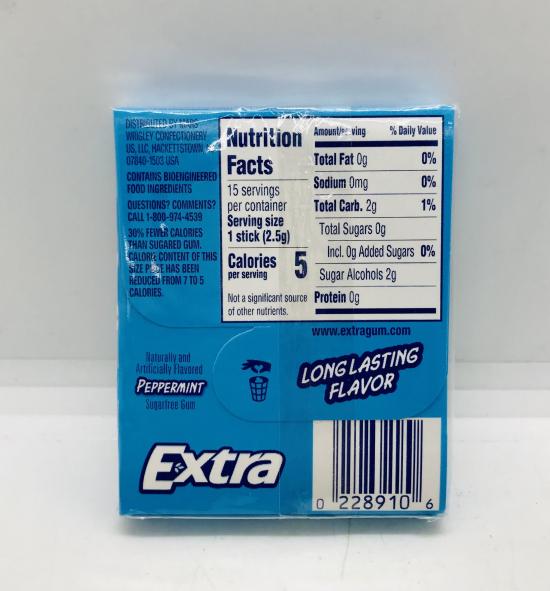 DISTRIBUTED BY MARS
WRIGLEY CONFECTIONERY
US, LLC, HACKETTSTOWN
07840-1503 USA
CONTAINS BIOENGINEERED
FOOD INGREDIENTS
QUESTIONS? COMMENTS?
CALL 1-800-974-4539
30% FEWER CALORIES
THAN SUGARED GUM.
CALORIE CONTENT OF THIS
SIZE PIECE HAS BEEN
REDUCED FROM 7 TO 5
CALORIES.
Nutrition
Facts
15 servings
per container
Serving size
1 stick (2.5g)
Calories
per serving
5
Not a significant source
of other nutrients.
Amount/serving % Daily Value
Total Fat 0g 0%
Sodium 0mg 0%
Total Carb. 2g 1%
Total Sugars 0g
Incl. 0g Added Sugars 0%
Sugar Alcohols 2g
Protein 0g
www.extragum.com
Naturally and
Artificially Flavored
PEPPERMINT
Sugarfree Gum
LONG LASTING
FLAVOR
Extra
0 228910 6